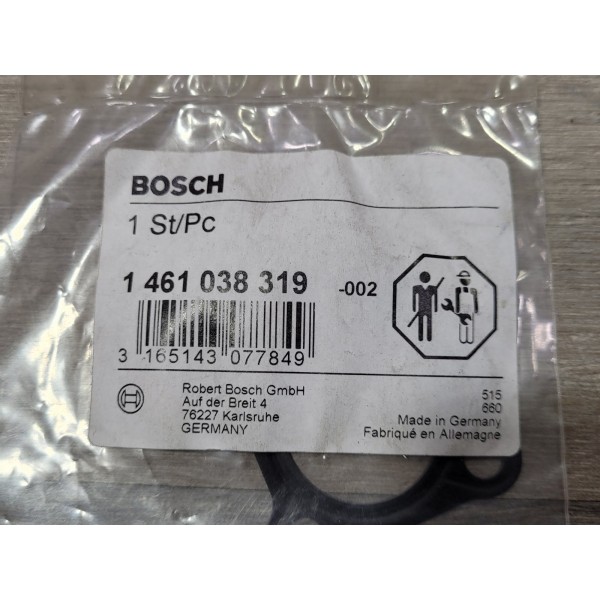 BOSCH
1 St/Pc
1 461 038 319 -002
3 165143 077849
Robert Bosch GmbH
Auf der Breit 4
76227 Karlsruhe
GERMANY
515
660
Made in Germany
Fabriqué en Allemagne